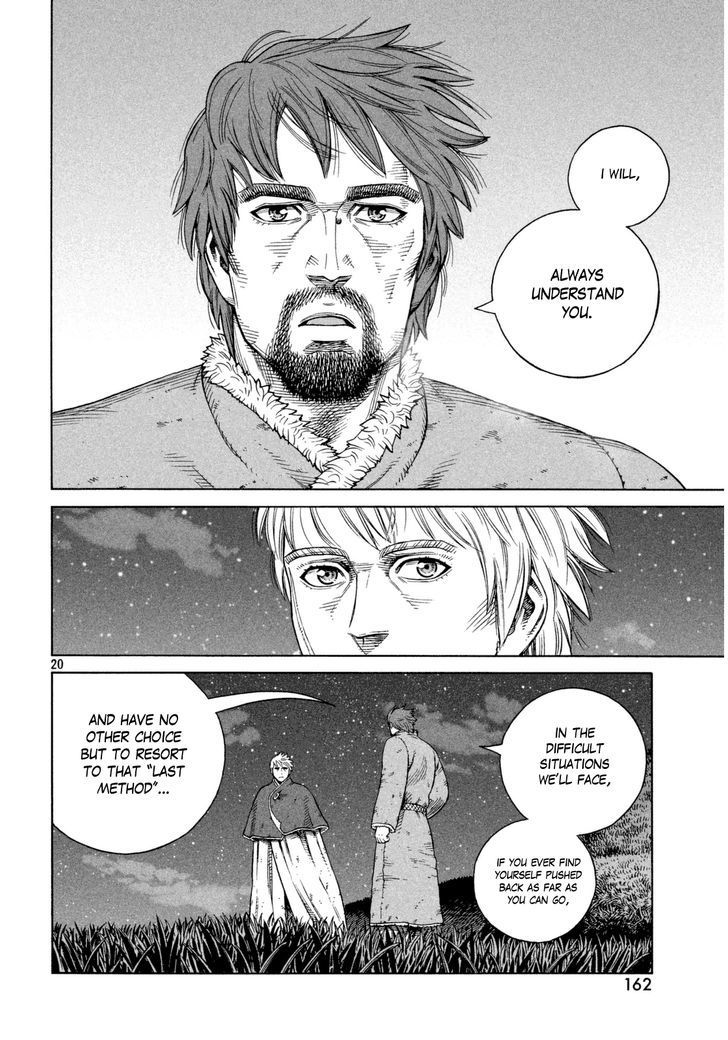 I WILL,
ALWAYS
UNDERSTAND
YOU.
20
IN THE
DIFFICULT
SITUATIONS
WE'LL FACE,
IF YOU EVER FIND
YOURSELF PUSHED
BACK AS FAR AS
YOU CAN GO,
AND HAVE NO
OTHER CHOICE
BUT TO RESORT
TO THAT "LAST
METHOD"...
162